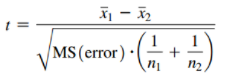 t = (x̄₁ − x̄₂) / √(MS(error) · (1/n₁ + 1/n₂))